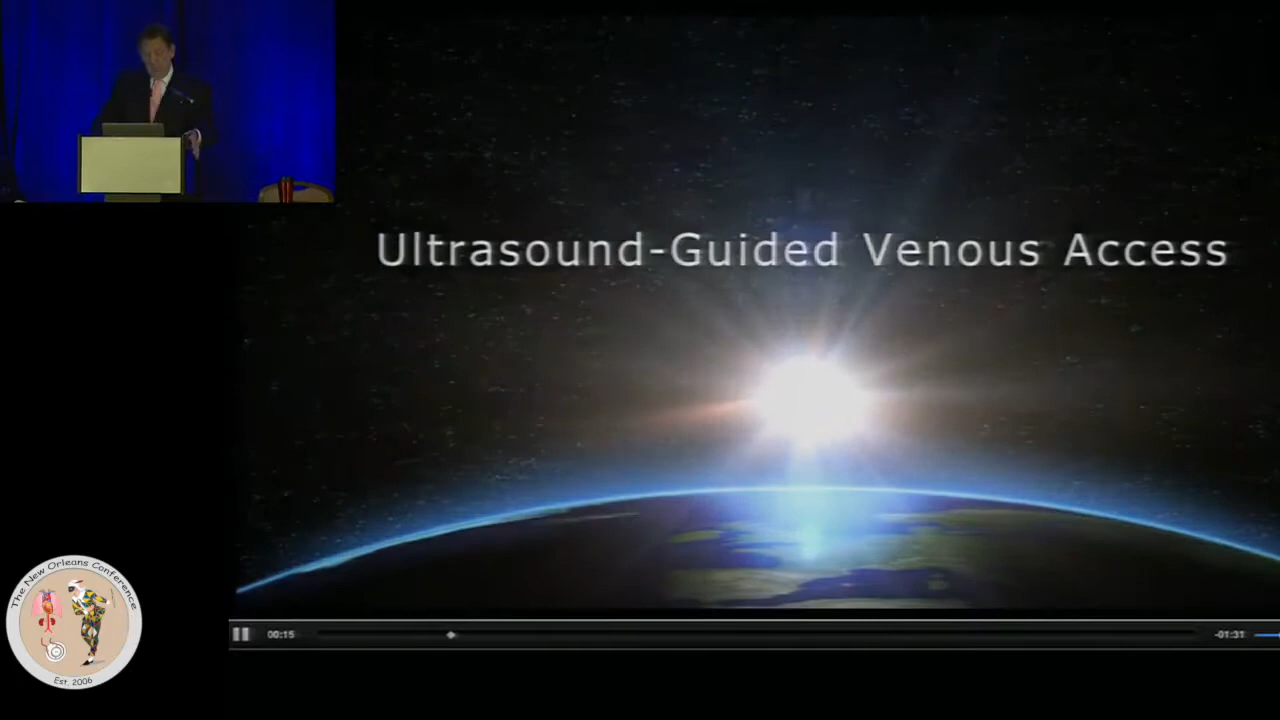 Ultrasound-Guided Venous Access
00:15
-01:31
The New Orleans Conference
Est. 2006